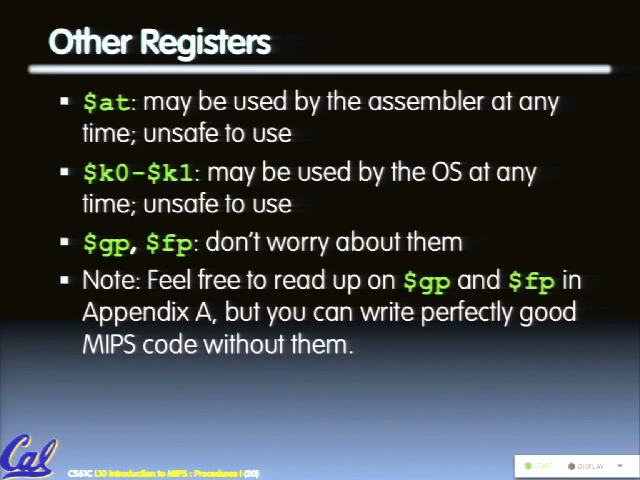 Other Registers
$at: may be used by the assembler at any
time; unsafe to use
$k0-$k1: may be used by the OS at any
time; unsafe to use
$gp, $fp: don't worry about them
Note: Feel free to read up on $gp and $fp in
Appendix A, but you can write perfectly good
MIPS code without them.
Cal
CS61C L10 Introduction to MIPS : Procedures I (20)
START DISPLAY